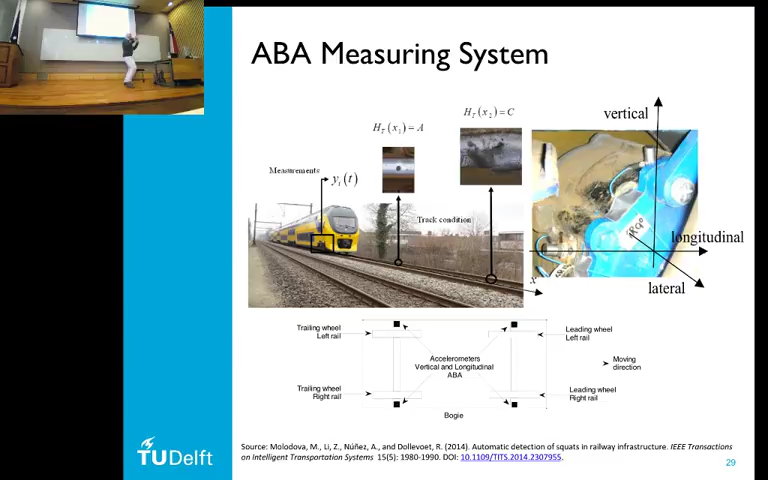 ABA Measuring System
H_T(x_1) = A
H_T(x_2) = C
vertical
Measurements
y_t(t)
Track condition
longitudinal
x
lateral
Trailing wheel
Left rail
Leading wheel
Left rail
Accelerometers
Vertical and Longitudinal
ABA
Moving
direction
Trailing wheel
Right rail
Leading wheel
Right rail
Bogie
TUDelft
Source: Molodova, M., Li, Z., Núñez, A., and Dollevoet, R. (2014). Automatic detection of squats in railway infrastructure. IEEE Transactions
on Intelligent Transportation Systems 15(5): 1980-1990. DOI: 10.1109/TITS.2014.2307955.
29